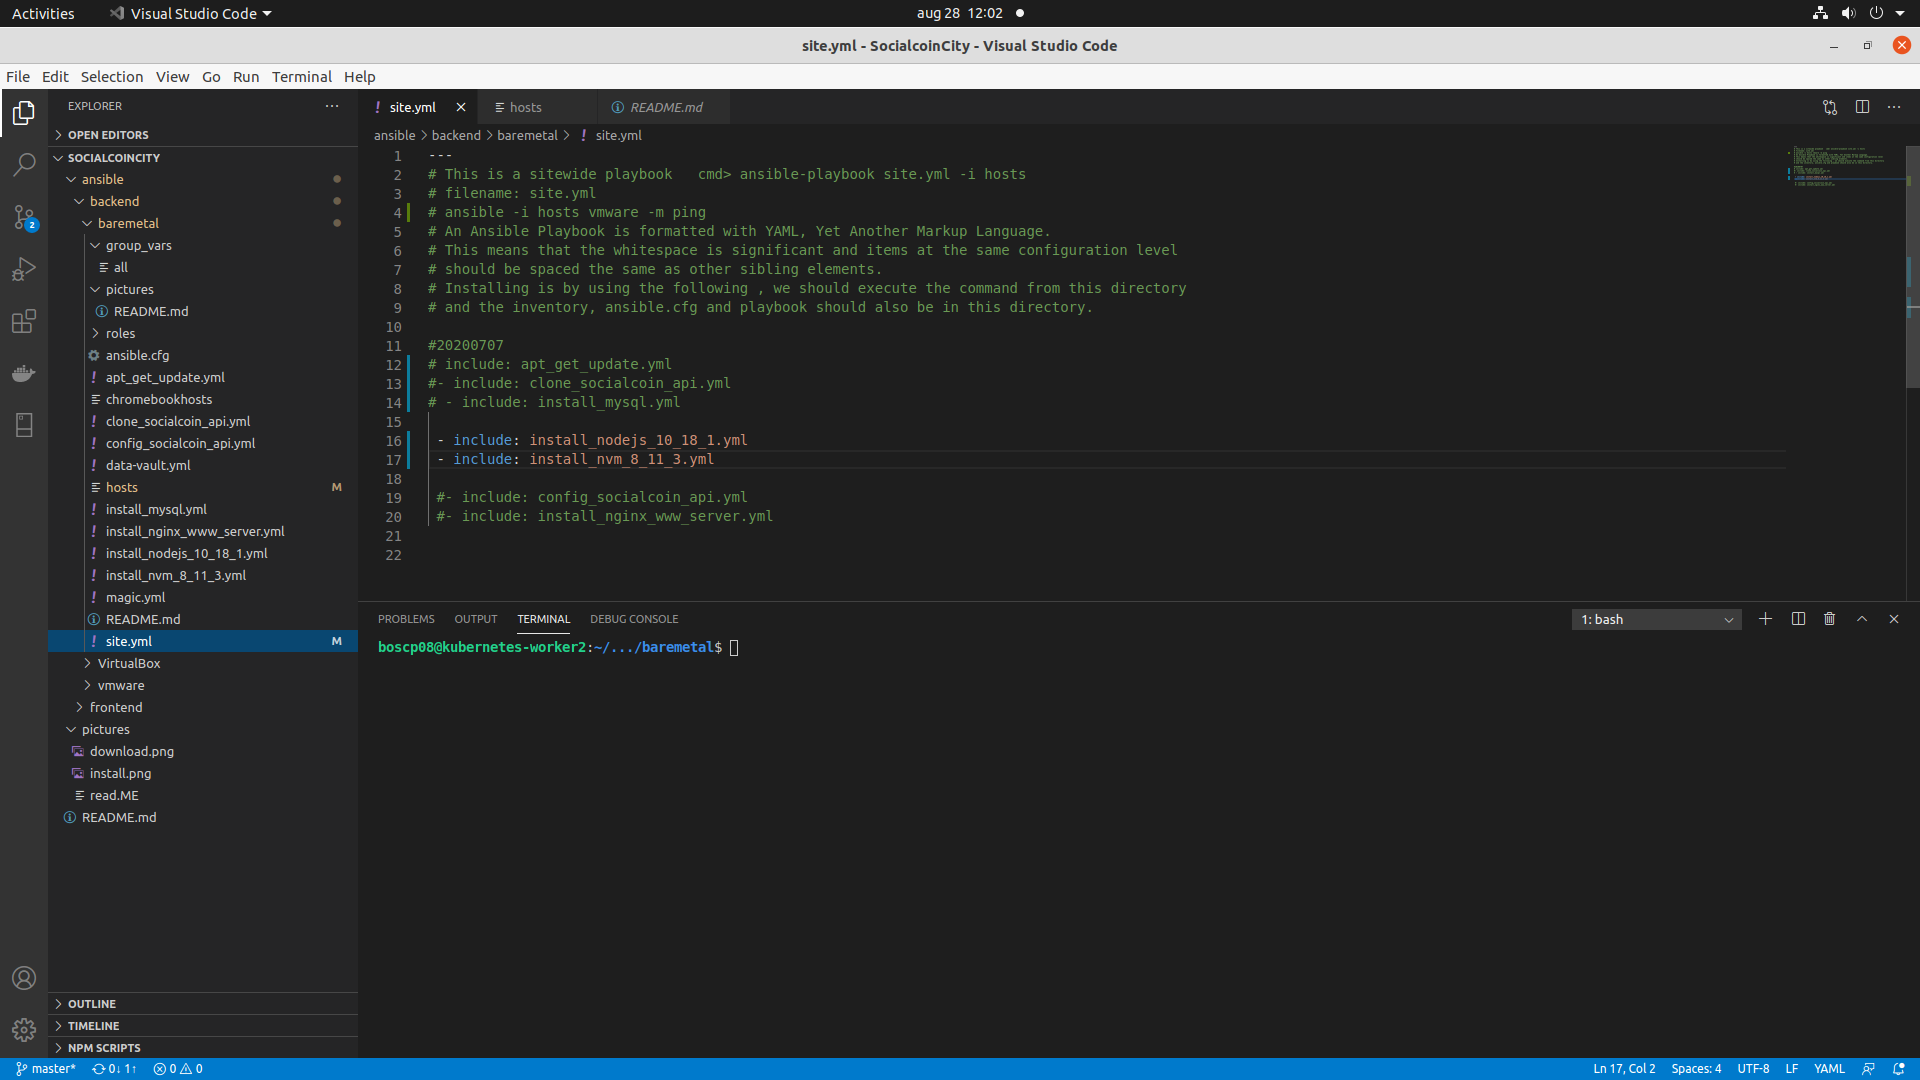 Activities
Visual Studio Code
aug 28 12:02
site.yml - SocialcoinCity - Visual Studio Code
File Edit Selection View Go Run Terminal Help
EXPLORER
OPEN EDITORS
SOCIALCOINCITY
ansible
backend
baremetal
group_vars
all
pictures
README.md
roles
ansible.cfg
apt_get_update.yml
chromebookhosts
clone_socialcoin_api.yml
config_socialcoin_api.yml
data-vault.yml
hosts M
install_mysql.yml
install_nginx_www_server.yml
install_nodejs_10_18_1.yml
install_nvm_8_11_3.yml
magic.yml
README.md
site.yml M
VirtualBox
vmware
frontend
pictures
download.png
install.png
read.ME
README.md
OUTLINE
TIMELINE
NPM SCRIPTS
2
site.yml
hosts
README.md
ansible > backend > baremetal > ! site.yml
1 ---
2 # This is a sitewide playbook   cmd> ansible-playbook site.yml -i hosts
3 # filename: site.yml
4 # ansible -i hosts vmware -m ping
5 # An Ansible Playbook is formatted with YAML, Yet Another Markup Language.
6 # This means that the whitespace is significant and items at the same configuration level
7 # should be spaced the same as other sibling elements.
8 # Installing is by using the following , we should execute the command from this directory
9 # and the inventory, ansible.cfg and playbook should also be in this directory.
10
11 #20200707
12 # include: apt_get_update.yml
13 #- include: clone_socialcoin_api.yml
14 # - include: install_mysql.yml
15
16 - include: install_nodejs_10_18_1.yml
17 - include: install_nvm_8_11_3.yml
18
19 #- include: config_socialcoin_api.yml
20 #- include: install_nginx_www_server.yml
21
22
PROBLEMS OUTPUT TERMINAL DEBUG CONSOLE
1: bash
boscp08@kubernetes-worker2:~/.../baremetal$
master* 0↓ 1↑ 0 0
Ln 17, Col 2 Spaces: 4 UTF-8 LF YAML